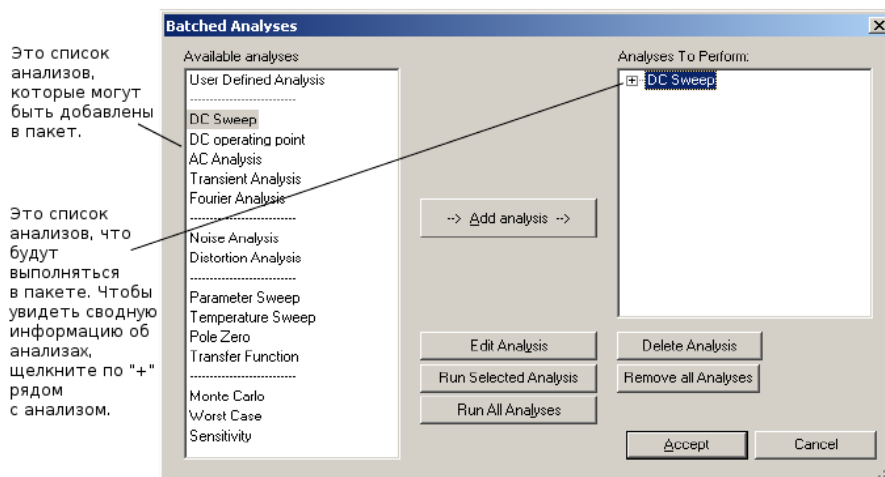 Batched Analyses
Это список
анализов,
которые могут
быть добавлены
в пакет.
Это список
анализов, что
будут
выполняться
в пакете. Чтобы
увидеть сводную
информацию об
анализах,
щелкните по "+"
рядом
с анализом.
Available analyses
User Defined Analysis
----------------------------
DC Sweep
DC operating point
AC Analysis
Transient Analysis
Fourier Analysis
----------------------------
Noise Analysis
Distortion Analysis
----------------------------
Parameter Sweep
Temperature Sweep
Pole Zero
Transfer Function
----------------------------
Monte Carlo
Worst Case
Sensitivity
--> Add analysis -->
Edit Analysis
Run Selected Analysis
Run All Analyses
Analyses To Perform:
DC Sweep
Delete Analysis
Remove all Analyses
Accept
Cancel